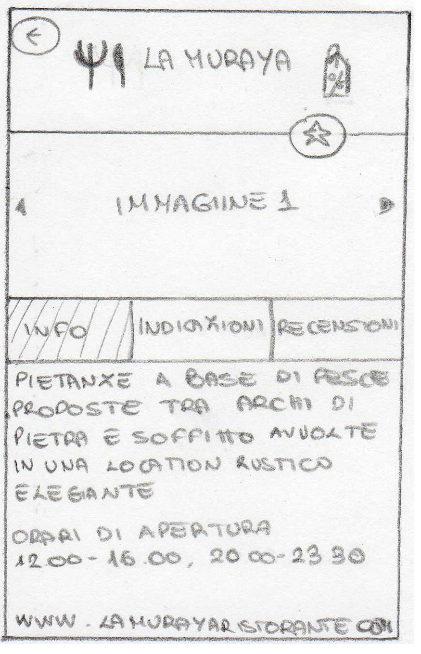 LA MURAYA
IMMAGIINE 1
INFO
INDICAZIONI
RECENSIONI
PIETANZE A BASE DI PESCE
PROPOSTE TRA ARCHI DI
PIETRA E SOFFITTO AVVOLTE
IN UNA LOCATION RUSTICO
ELEGANTE
ORARI DI APERTURA
12.00-16.00, 20 00-23 30
WWW.LAMURAYARISTORANTE COM